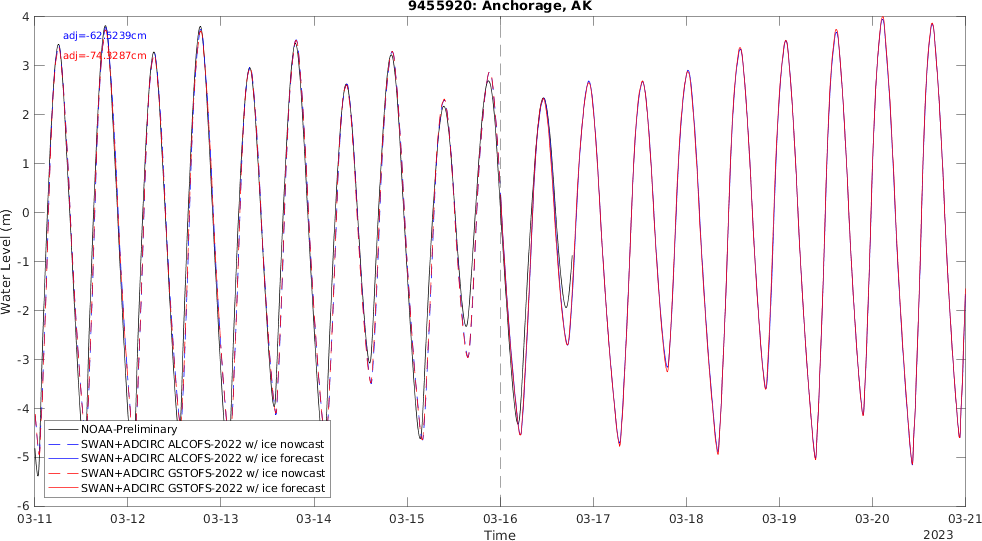 9455920: Anchorage, AK
adj=-62.5239cm
adj=-74.3287cm
4
3
2
1
0
-1
-2
-3
-4
-5
-6
Water Level (m)
NOAA-Preliminary
SWAN+ADCIRC ALCOFS-2022 w/ ice nowcast
SWAN+ADCIRC ALCOFS-2022 w/ ice forecast
SWAN+ADCIRC GSTOFS-2022 w/ ice nowcast
SWAN+ADCIRC GSTOFS-2022 w/ ice forecast
03-11 03-12 03-13 03-14 03-15 03-16 03-17 03-18 03-19 03-20 03-21
Time
2023